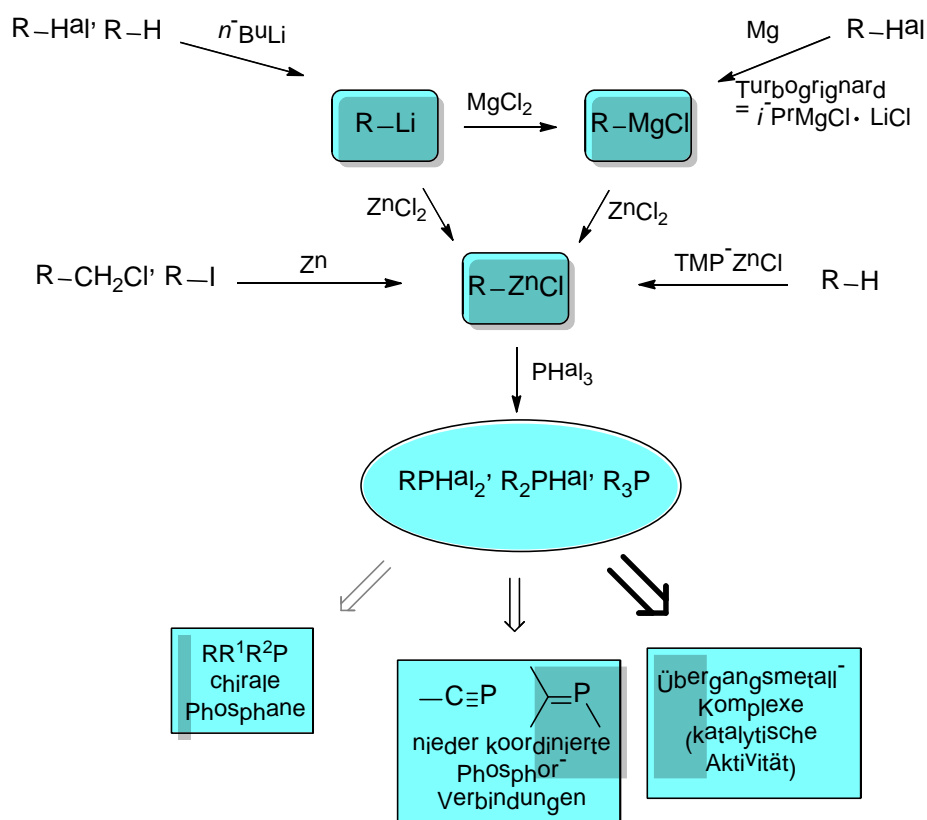 R–Hal, R–H
n-BuLi
Mg
R–Hal
Turbogrignard
= i-PrMgCl · LiCl
R–Li
MgCl2
R–MgCl
ZnCl2
ZnCl2
R–CH2Cl, R–I
Zn
R–ZnCl
TMP-ZnCl
R–H
PHal3
RPHal2, R2PHal, R3P
RR1R2P
chirale
Phosphane
–C≡P
=P
nieder koordinierte
Phosphor-
Verbindungen
Übergangsmetall-
Komplexe
(katalytische
Aktivität)